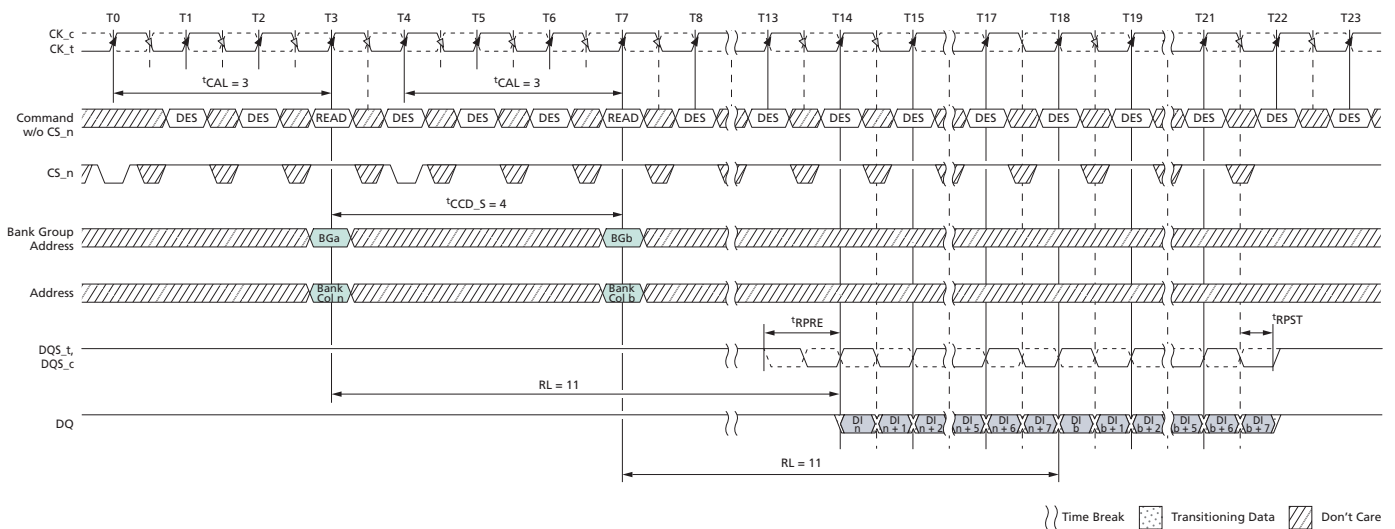 T0 T1 T2 T3 T4 T5 T6 T7 T8 T13 T14 T15 T17 T18 T19 T21 T22 T23
CK_c
CK_t
tCAL = 3 tCAL = 3
Command DES DES READ DES DES DES READ DES DES DES DES DES DES DES DES DES DES
w/o CS_n
CS_n
tCCD_S = 4
Bank Group
Address
BGa BGb
Address
Bank
Col n
Bank
Col b
tRPRE tRPST
DQS_t,
DQS_c
RL = 11
DQ
DI
n
DI
n + 1
DI
n + 2
DI
n + 5
DI
n + 6
DI
n + 7
DI
b
DI
b + 1
DI
b + 2
DI
b + 5
DI
b + 6
DI
b + 7
RL = 11
Time Break Transitioning Data Don't Care